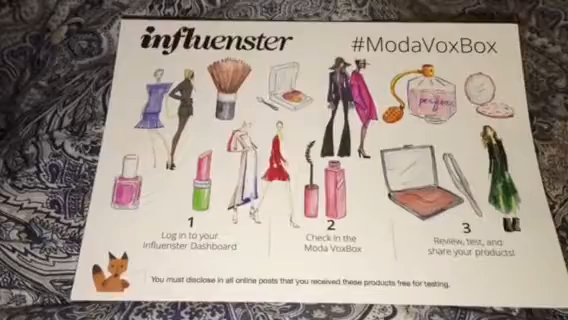 influenster
#ModaVoxBox
perfume
1
Log in to your
Influenster Dashboard
2
Check in the
Moda VoxBox
3
Review, test, and
share your products!
You must disclose in all online posts that you received these products free for testing.